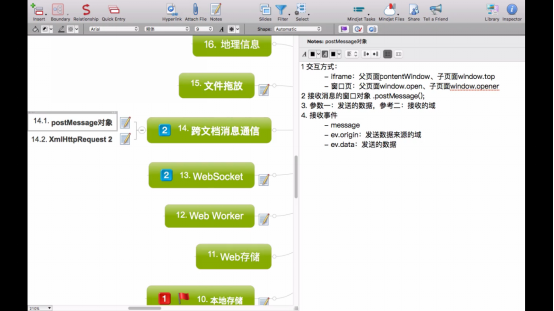 Insert
Boundary
Relationship
Quick Entry
Hyperlink
Attach File
Notes
Slides
Filter
Select
Mindjet Tasks
Mindjet Files
Share
Tell a Friend
Library
Inspector
Arial
Shape:
Automatic
16. 地理信息
15. 文件拖放
14.1. postMessage对象
14.2. XmlHttpRequest 2
2 14. 跨文档消息通信
2 13. WebSocket
12. Web Worker
11. Web存储
1 10. 本地存储
Notes: postMessage对象
1 交互方式：
– iframe：父页面contentWindow、子页面window.top
– 窗口页：父页面window.open、子页面window.opener
2 接收消息的窗口对象 .postMessage();
3. 参数一：发送的数据，参考二：接收的域
4. 接收事件
– message
– ev.origin：发送数据来源的域
– ev.data：发送的数据